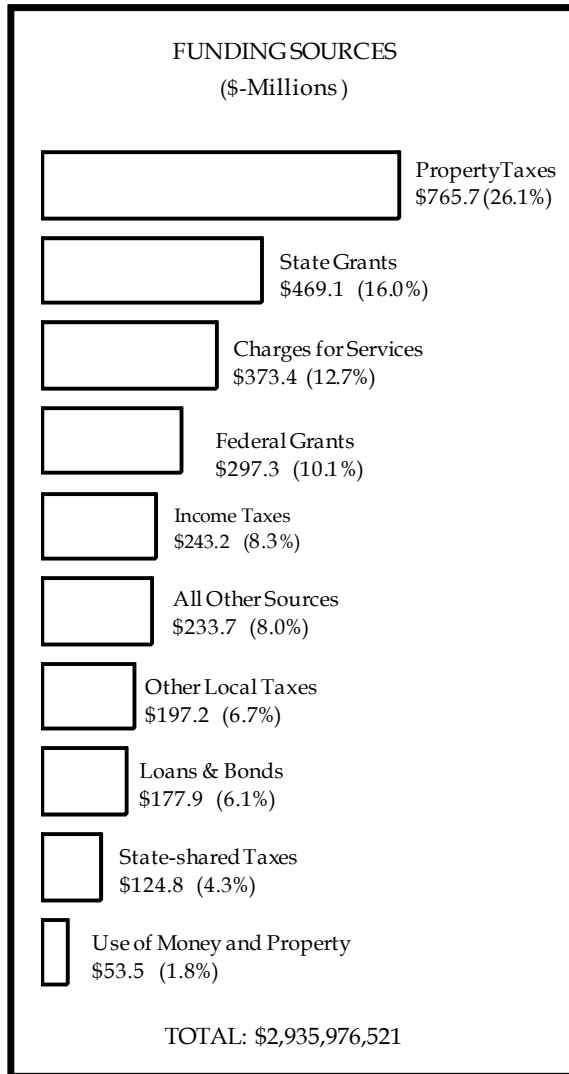 FUNDING SOURCES
($-Millions)
Property Taxes
$765.7 (26.1%)
State Grants
$469.1 (16.0%)
Charges for Services
$373.4 (12.7%)
Federal Grants
$297.3 (10.1%)
Income Taxes
$243.2 (8.3%)
All Other Sources
$233.7 (8.0%)
Other Local Taxes
$197.2 (6.7%)
Loans & Bonds
$177.9 (6.1%)
State-shared Taxes
$124.8 (4.3%)
Use of Money and Property
$53.5 (1.8%)
TOTAL: $2,935,976,521